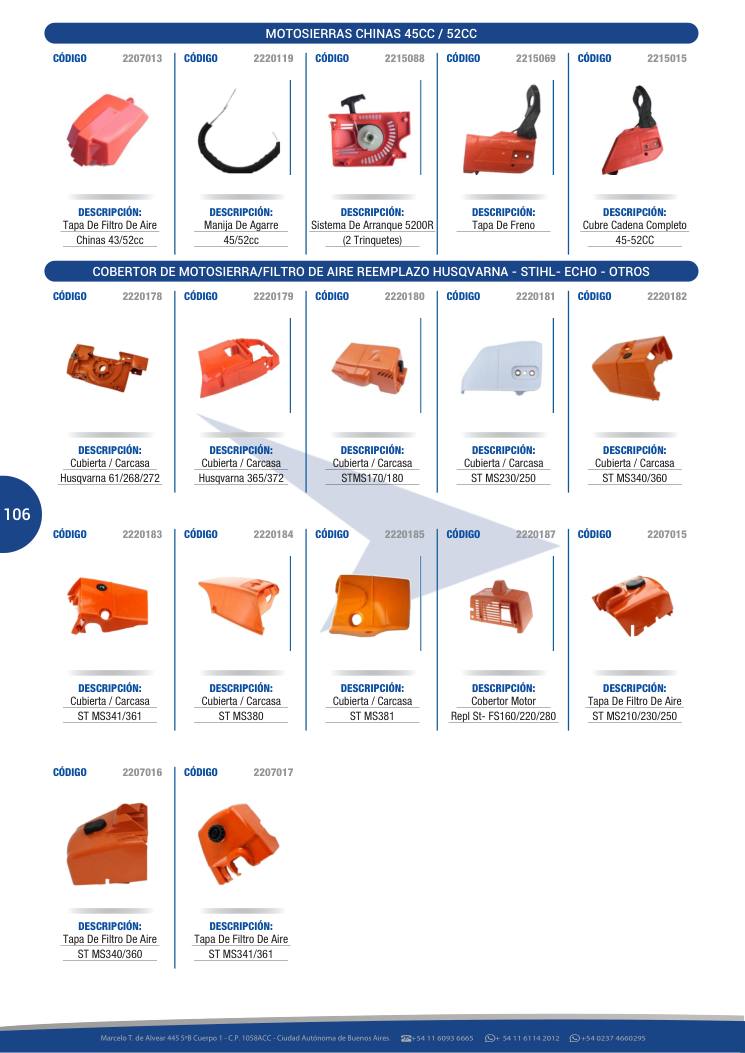 MOTOSIERRAS CHINAS 45CC / 52CC
CÓDIGO 2207013
DESCRIPCIÓN:
Tapa De Filtro De Aire
Chinas 43/52cc
CÓDIGO 2220119
DESCRIPCIÓN:
Manija De Agarre
45/52cc
CÓDIGO 2215088
DESCRIPCIÓN:
Sistema De Arranque 5200R
(2 Trinquetes)
CÓDIGO 2215069
DESCRIPCIÓN:
Tapa De Freno
CÓDIGO 2215015
DESCRIPCIÓN:
Cubre Cadena Completo
45-52CC
COBERTOR DE MOTOSIERRA/FILTRO DE AIRE REEMPLAZO HUSQVARNA - STIHL- ECHO - OTROS
CÓDIGO 2220178
DESCRIPCIÓN:
Cubierta / Carcasa
Husqvarna 61/268/272
CÓDIGO 2220179
DESCRIPCIÓN:
Cubierta / Carcasa
Husqvarna 365/372
CÓDIGO 2220180
DESCRIPCIÓN:
Cubierta / Carcasa
STMS170/180
CÓDIGO 2220181
DESCRIPCIÓN:
Cubierta / Carcasa
ST MS230/250
CÓDIGO 2220182
DESCRIPCIÓN:
Cubierta / Carcasa
ST MS340/360
106
CÓDIGO 2220183
DESCRIPCIÓN:
Cubierta / Carcasa
ST MS341/361
CÓDIGO 2220184
DESCRIPCIÓN:
Cubierta / Carcasa
ST MS380
CÓDIGO 2220185
DESCRIPCIÓN:
Cubierta / Carcasa
ST MS381
CÓDIGO 2220187
DESCRIPCIÓN:
Cobertor Motor
Repl St- FS160/220/280
CÓDIGO 2207015
DESCRIPCIÓN:
Tapa De Filtro De Aire
ST MS210/230/250
CÓDIGO 2207016
DESCRIPCIÓN:
Tapa De Filtro De Aire
ST MS340/360
CÓDIGO 2207017
DESCRIPCIÓN:
Tapa De Filtro De Aire
ST MS341/361
Marcelo T. de Alvear 445 5ºB Cuerpo 1 - C.P. 1058ACC - Ciudad Autónoma de Buenos Aires. +54 11 6093 6665 + 54 11 6114 2012 +54 0237 4660295